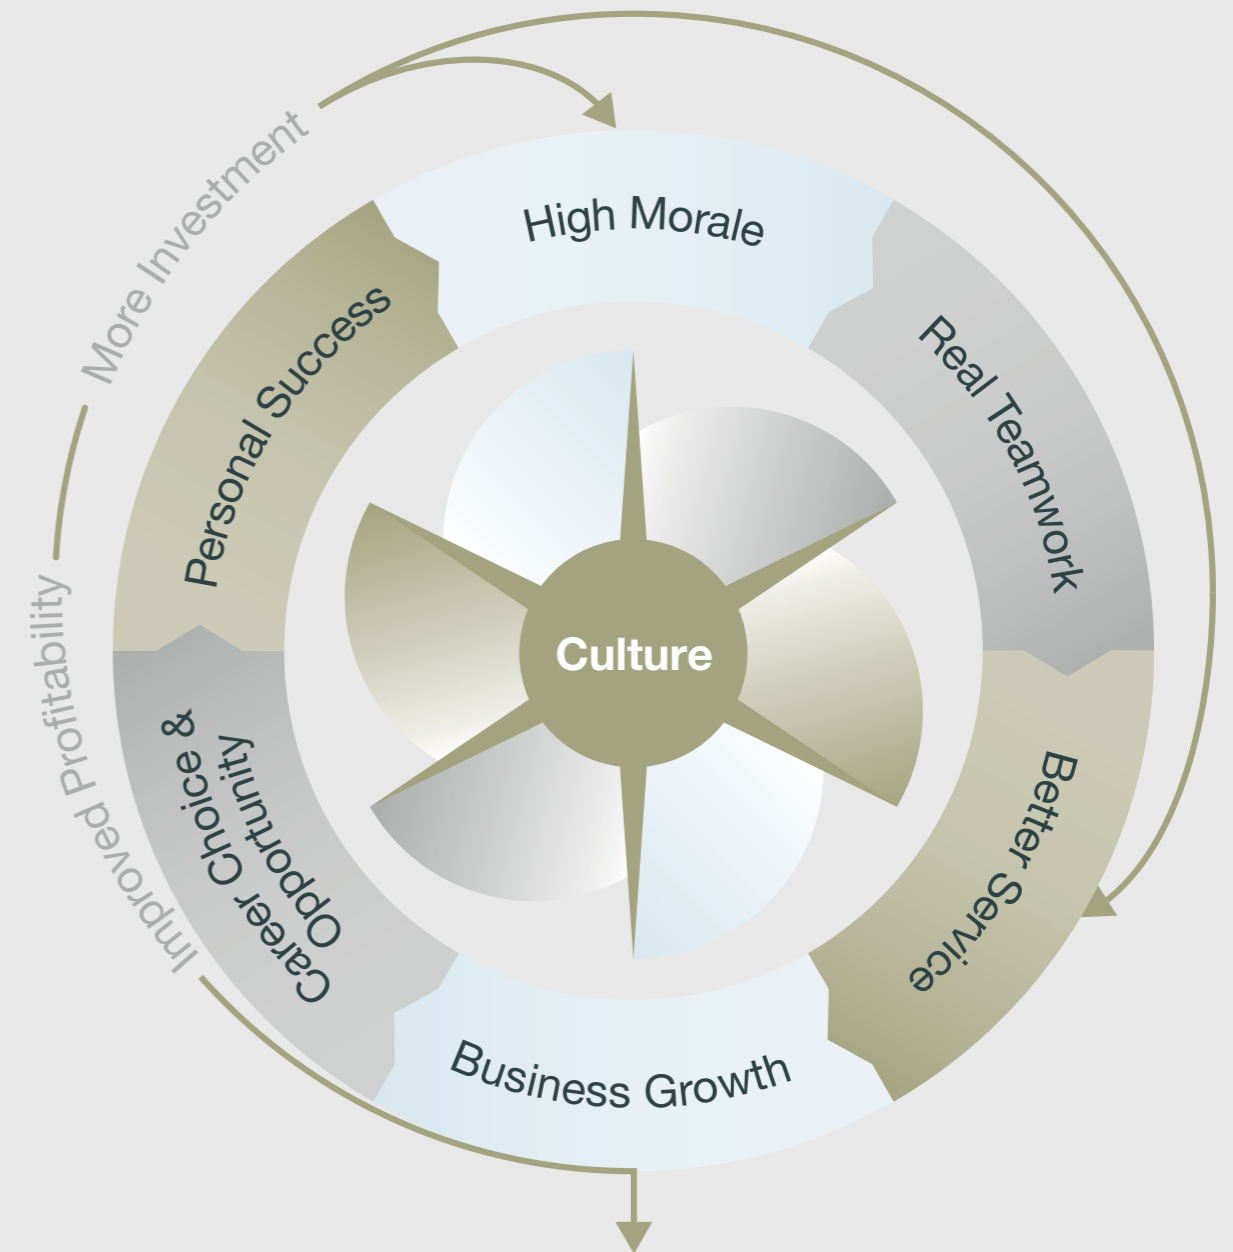 More Investment
High Morale
Real Teamwork
Better Service
Business Growth
Career Choice &
Opportunity
Personal Success
Improved Profitability
Culture